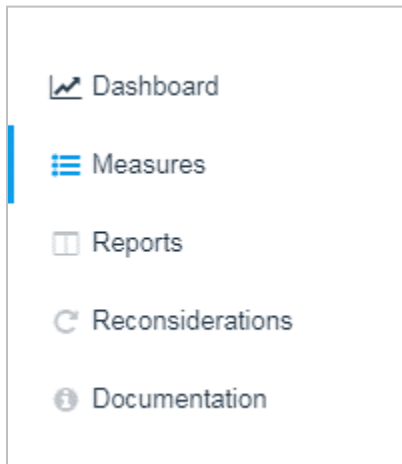 Dashboard
Measures
Reports
Reconsiderations
Documentation